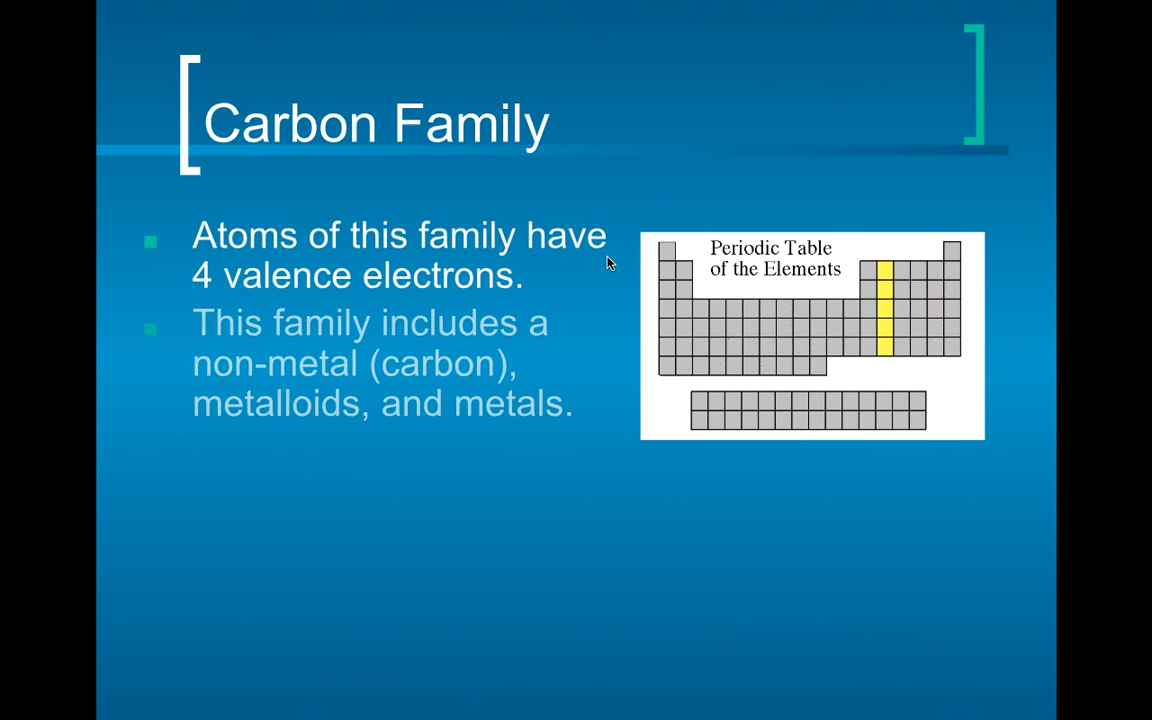 Carbon Family
Atoms of this family have
4 valence electrons.
This family includes a
non-metal (carbon),
metalloids, and metals.
Periodic Table
of the Elements